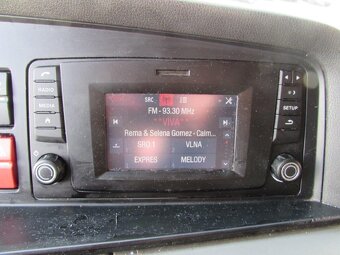 SRC
RADIO
FM - 93.30 MHz
MEDIA
**VIVA**
SETUP
Rema & Selena Gomez - Calm...
SRO 1 VLNA
EXPRES MELODY